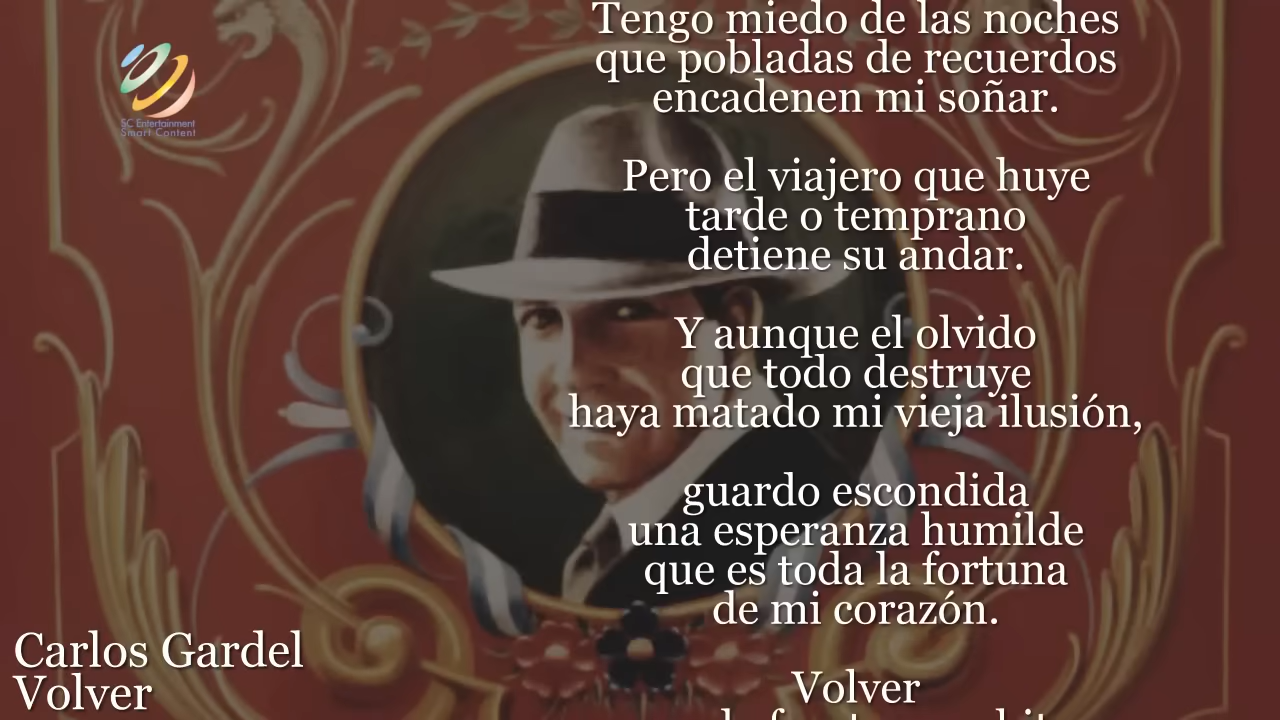 Tengo miedo de las noches
que pobladas de recuerdos
encadenen mi soñar.
Pero el viajero que huye
tarde o temprano
detiene su andar.
Y aunque el olvido
que todo destruye
haya matado mi vieja ilusión,
guardo escondida
una esperanza humilde
que es toda la fortuna
de mi corazón.
Volver
SC Entertainment
Smart Content
Carlos Gardel
Volver